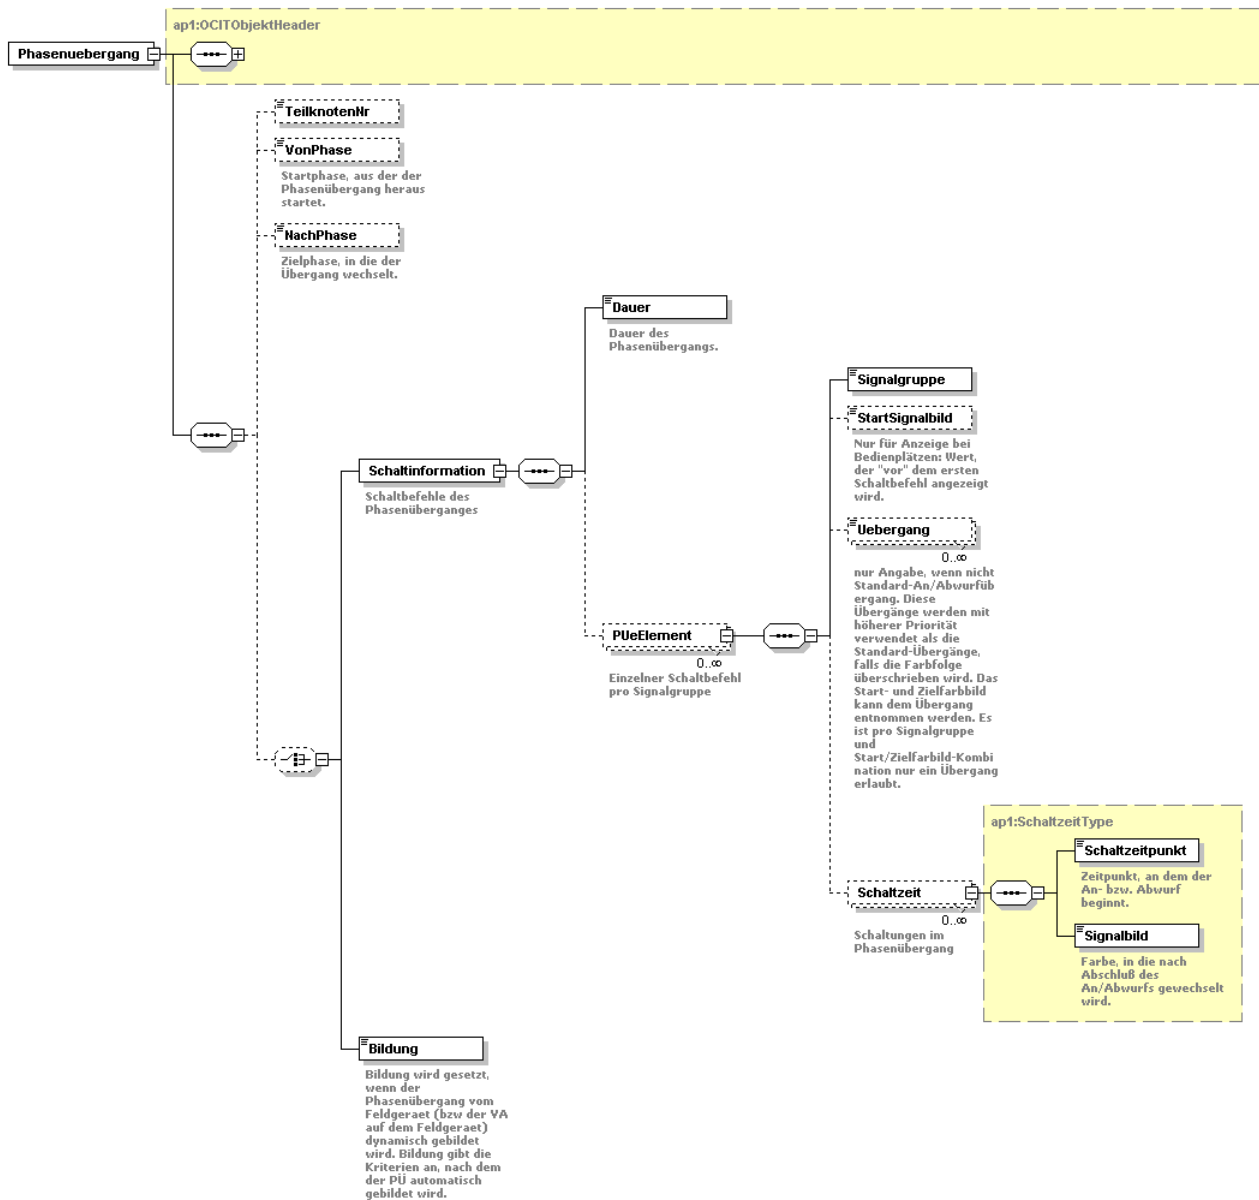 ap1:OCITObjektHeader
Phasenuebergang
TeilknotenNr
VonPhase
Startphase, aus der der
Phasenübergang heraus
startet.
NachPhase
Zielphase, in die der
Übergang wechselt.
Dauer
Dauer des
Phasenübergangs.
Signalgruppe
StartSignalbild
Nur für Anzeige bei
Bedienplätzen: Wert,
der "vor" dem ersten
Schaltbefehl angezeigt
wird.
Schaltinformation
Schaltbefehle des
Phasenüberganges
Uebergang
0..∞
nur Angabe, wenn nicht
Standard-An/Abwurfüb
ergang. Diese
Übergänge werden mit
höherer Priorität
verwendet als die
Standard-Übergänge,
falls die Farbfolge
überschrieben wird. Das
Start- und Zielfarbbild
kann dem Übergang
entnommen werden. Es
ist pro Signalgruppe
und
Start/Zielfarbild-Kombi
nation nur ein Übergang
erlaubt.
PUeElement
0..∞
Einzelner Schaltbefehl
pro Signalgruppe
ap1:SchaltzeitType
Schaltzeit
0..∞
Schaltungen im
Phasenübergang
Schaltzeitpunkt
Zeitpunkt, an dem der
An- bzw. Abwurf
beginnt.
Signalbild
Farbe, in die nach
Abschluß des
An/Abwurfs gewechselt
wird.
Bildung
Bildung wird gesetzt,
wenn der
Phasenübergang vom
Feldgeraet (bzw der VA
auf dem Feldgeraet)
dynamisch gebildet
wird. Bildung gibt die
Kriterien an, nach dem
der PÜ automatisch
gebildet wird.